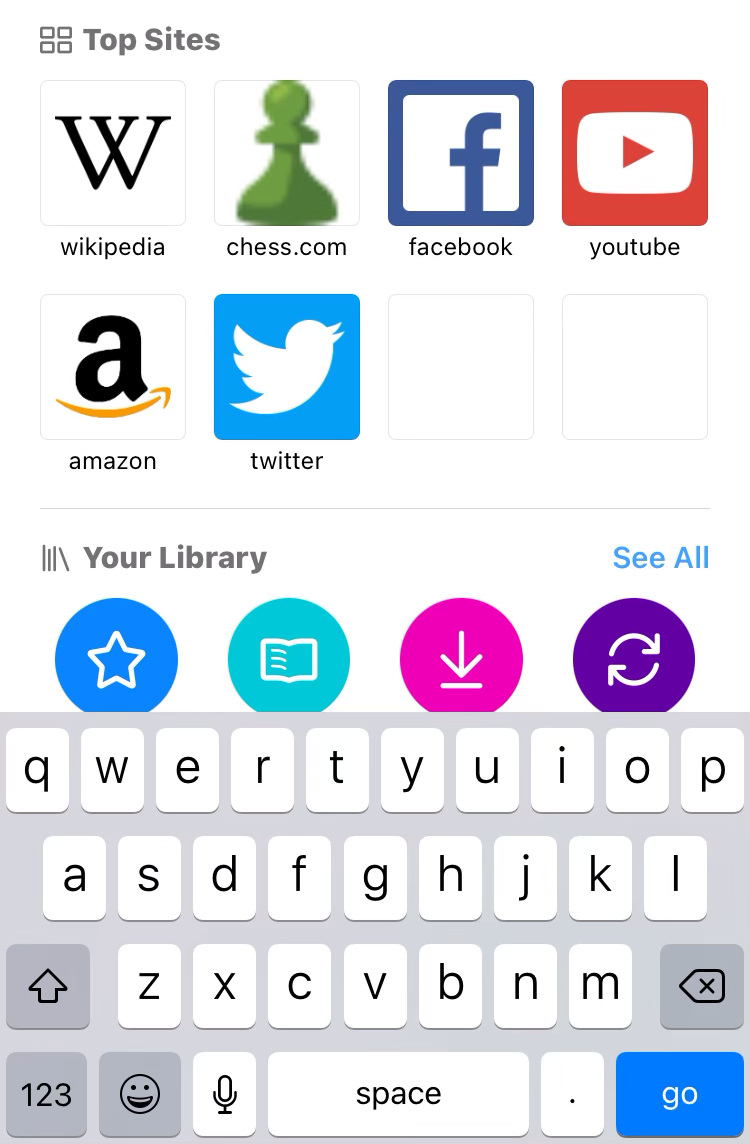 Top Sites
W
wikipedia chess.com facebook youtube
a
amazon twitter
Your Library See All
q w e r t y u i o p
a s d f g h j k l
z x c v b n m
123 space . go